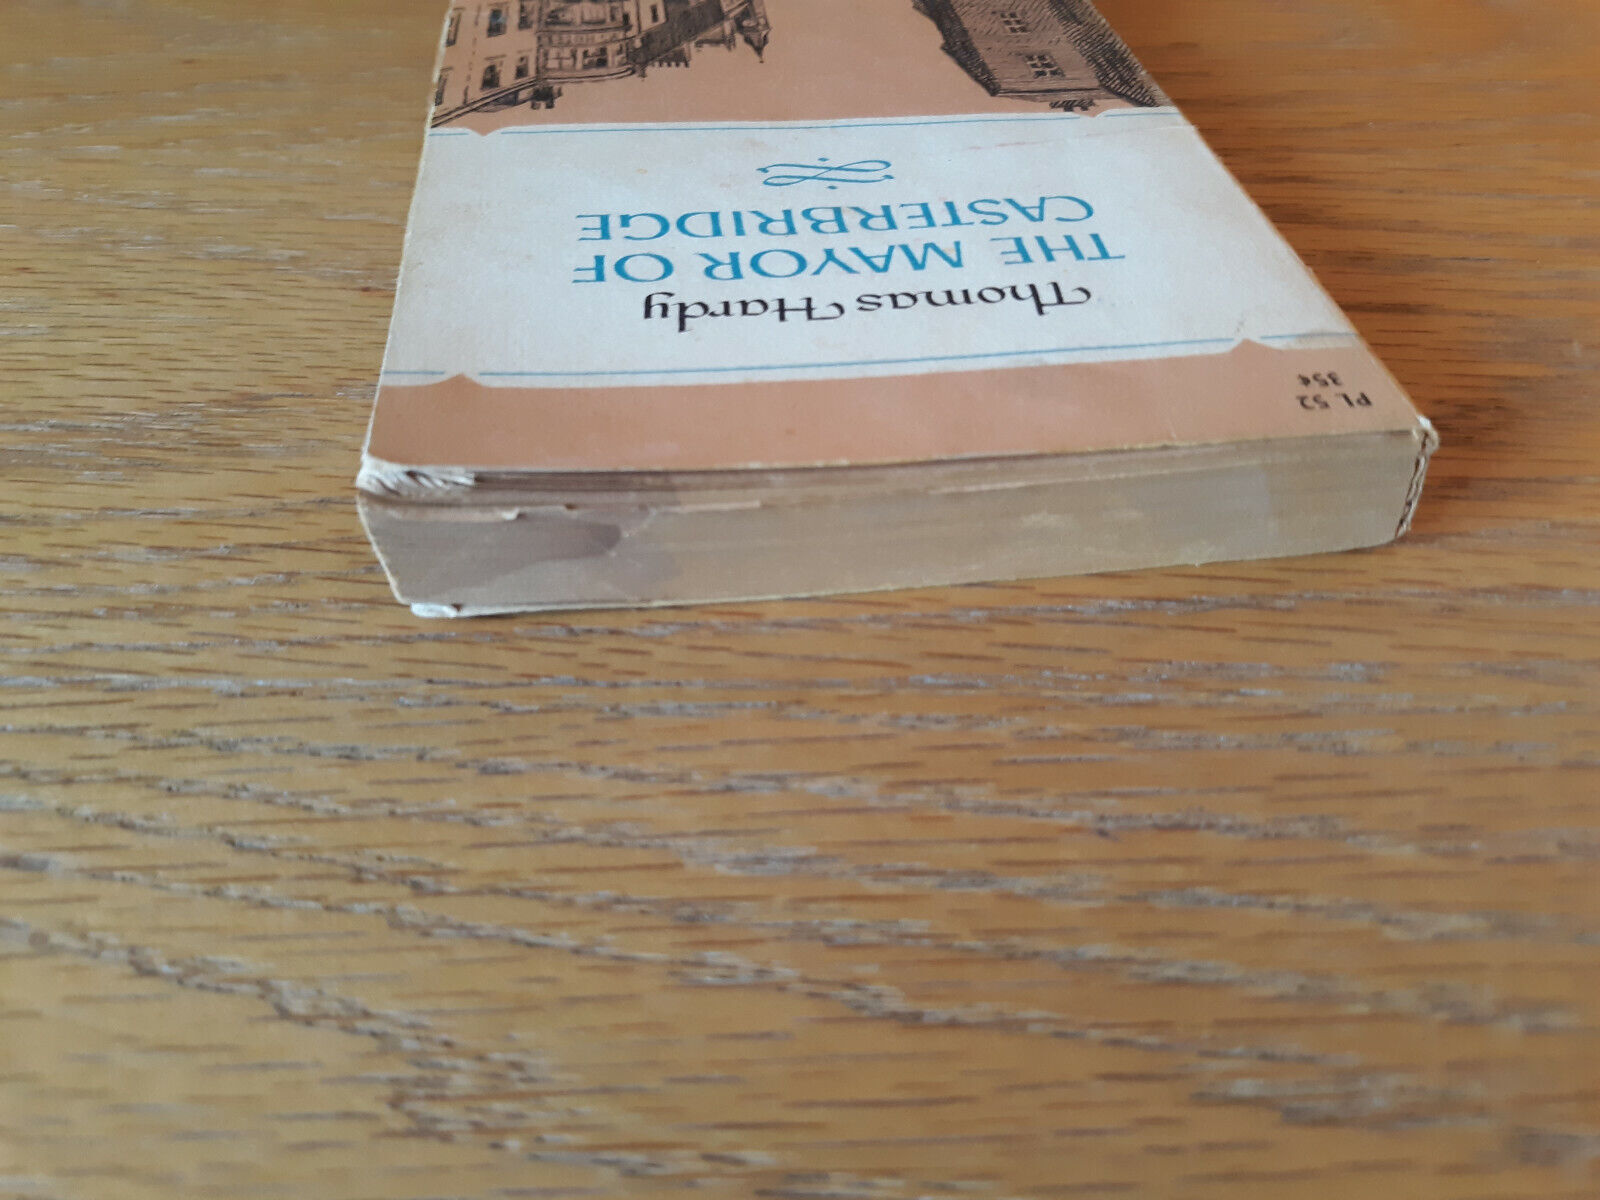 PL 52
35¢
Thomas Hardy
THE MAYOR OF
CASTERBRIDGE